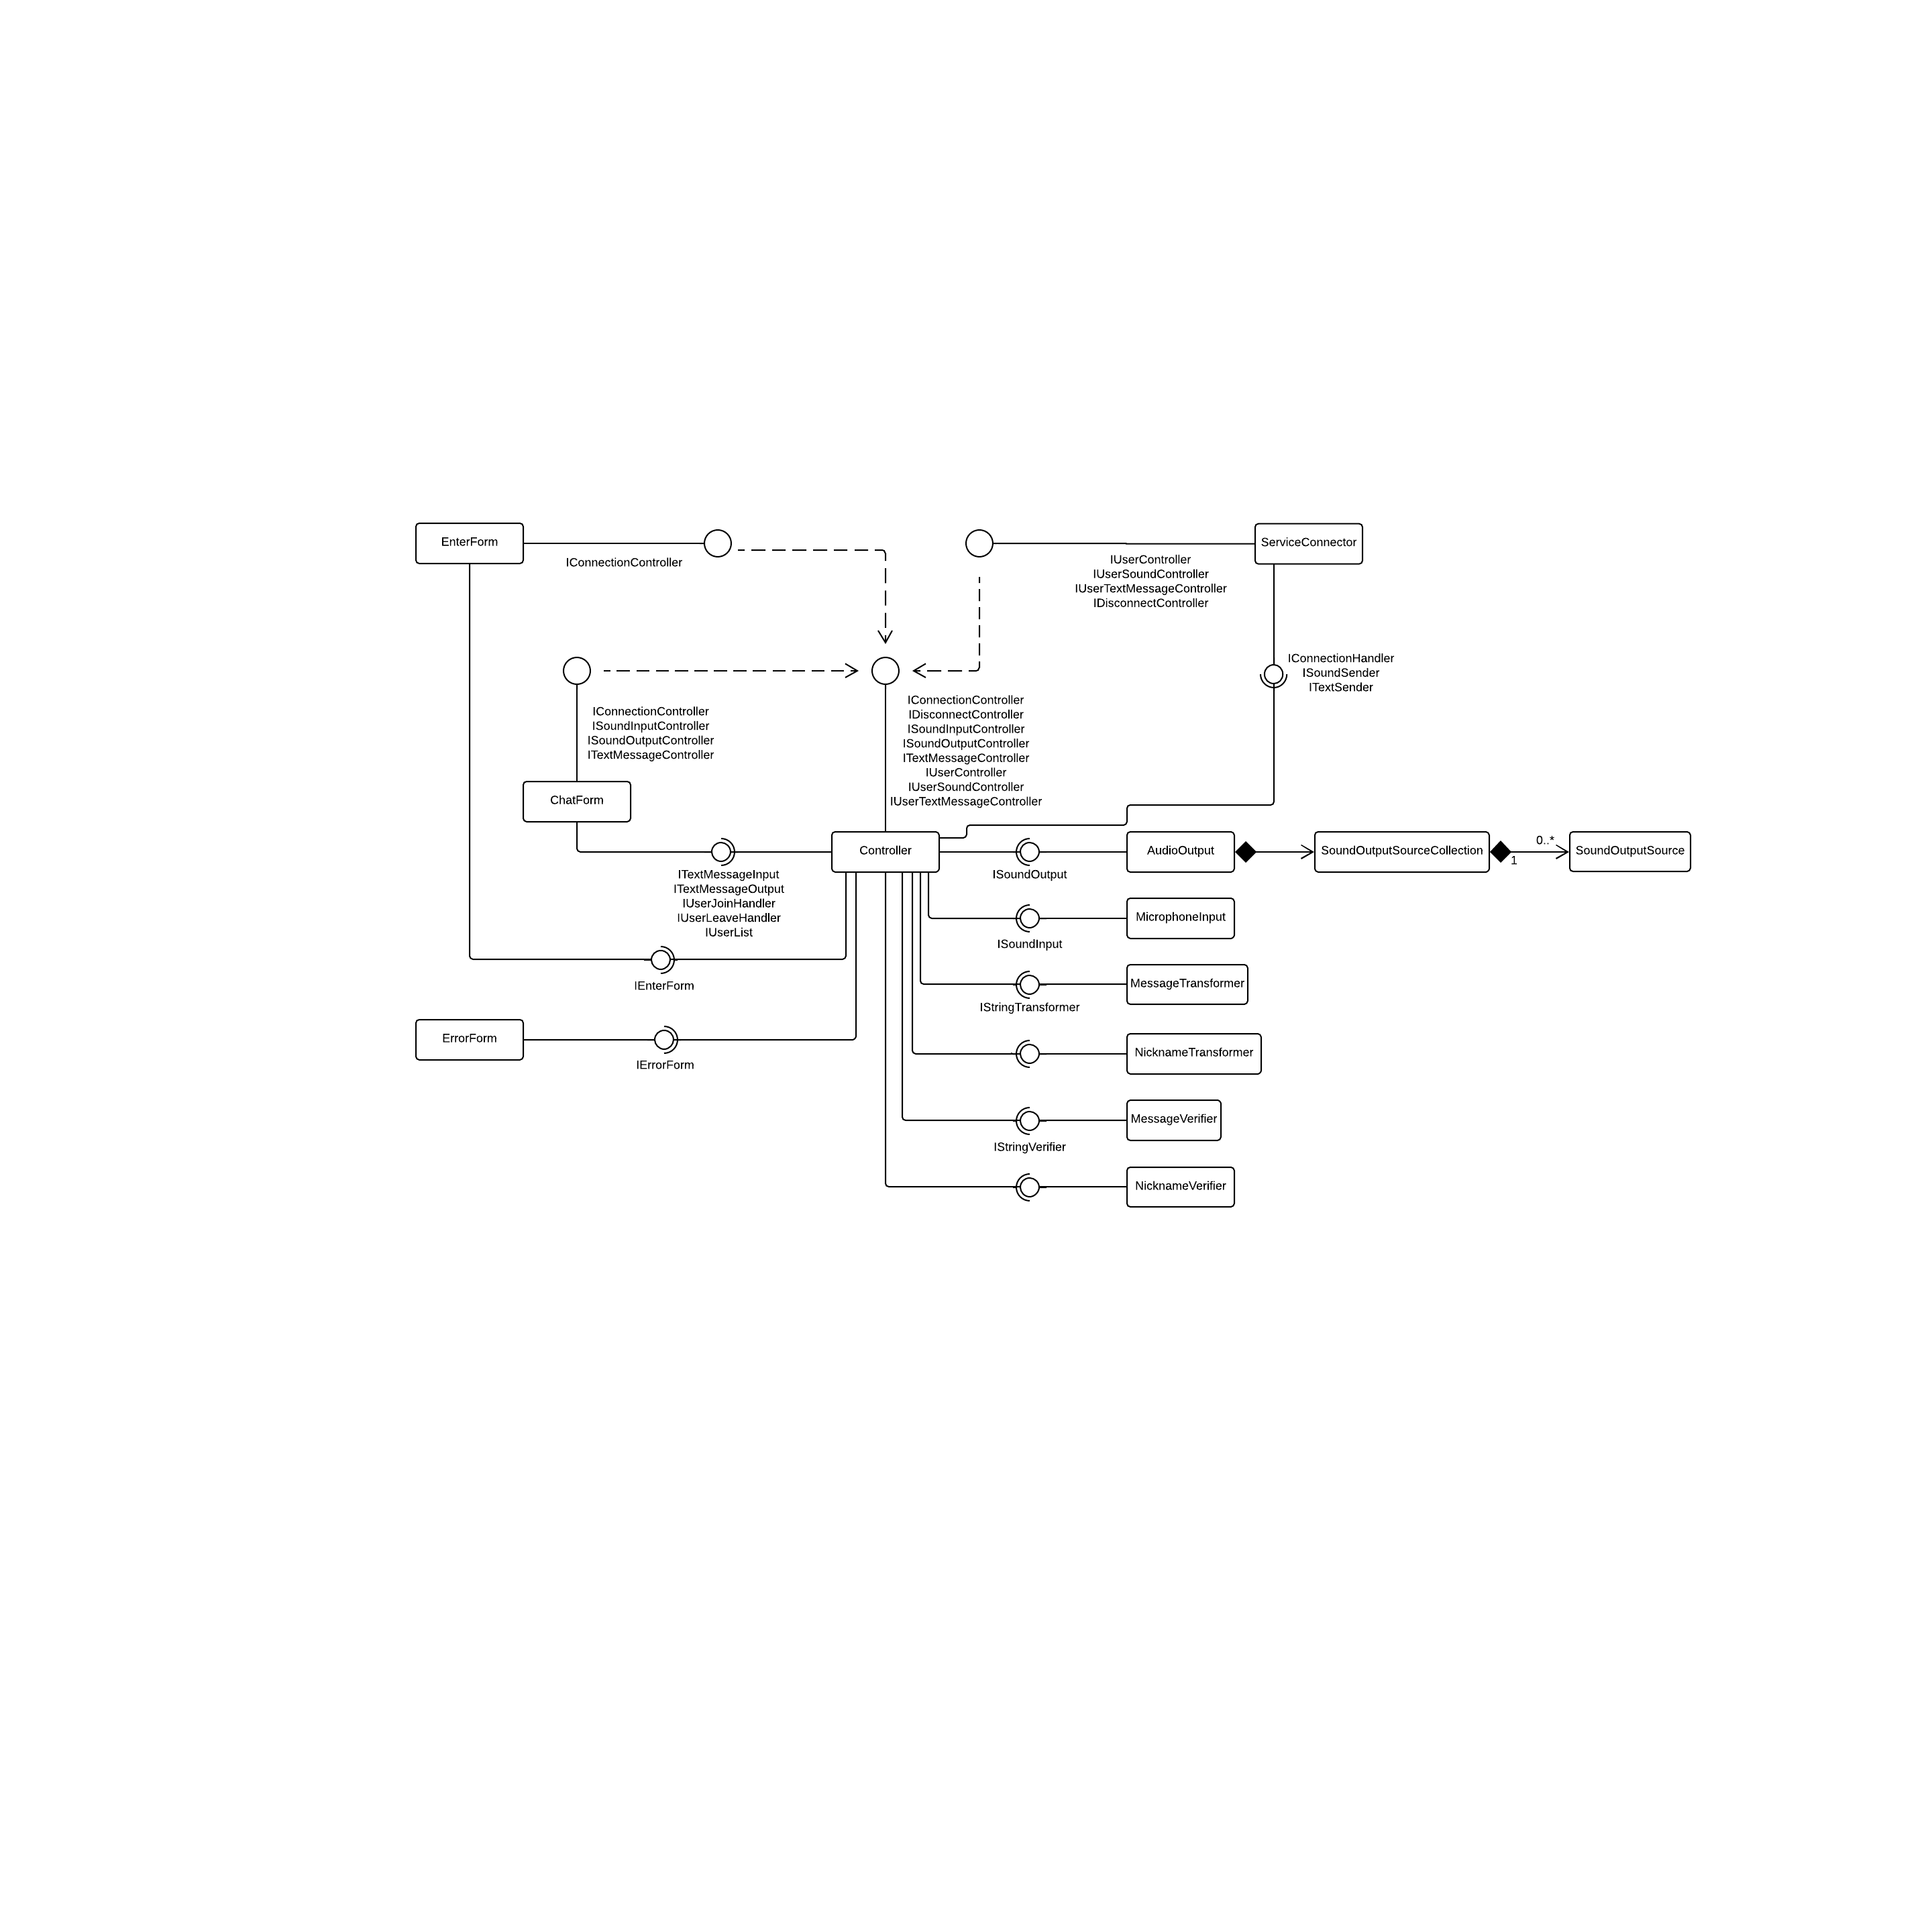 EnterForm
IConnectionController
ServiceConnector
IUserController
IUserSoundController
IUserTextMessageController
IDisconnectController
IConnectionHandler
ISoundSender
ITextSender
IConnectionController
ISoundInputController
ISoundOutputController
ITextMessageController
IConnectionController
IDisconnectController
ISoundInputController
ISoundOutputController
ITextMessageController
IUserController
IUserSoundController
IUserTextMessageController
ChatForm
Controller
AudioOutput
SoundOutputSourceCollection
0..*
1
SoundOutputSource
ITextMessageInput
ITextMessageOutput
IUserJoinHandler
IUserLeaveHandler
IUserList
ISoundOutput
MicrophoneInput
ISoundInput
IEnterForm
MessageTransformer
IStringTransformer
ErrorForm
IErrorForm
NicknameTransformer
MessageVerifier
IStringVerifier
NicknameVerifier